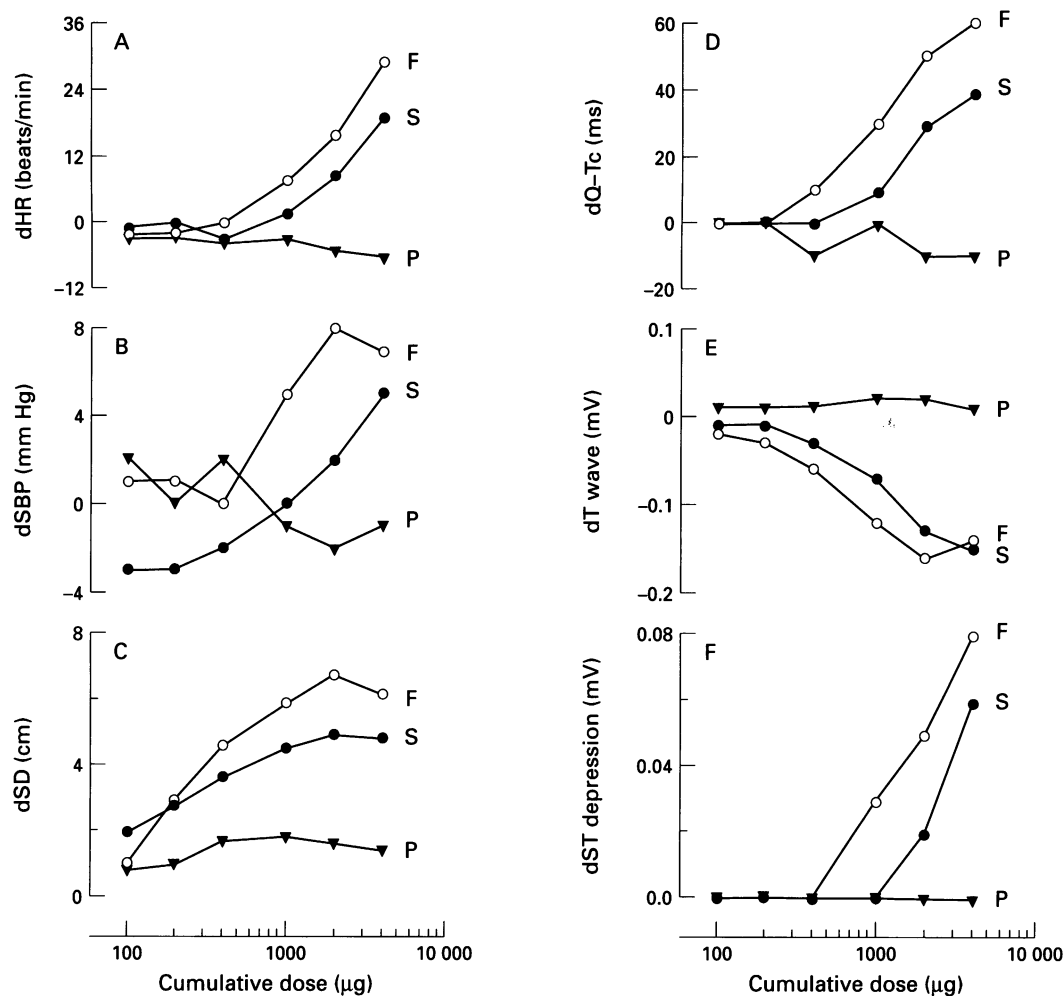 A
36
24
12
0
−12
dHR (beats/min)
F
S
P
B
8
4
0
−4
dSBP (mm Hg)
F
S
P
C
8
4
0
dSD (cm)
F
S
P
100 1000 10 000
Cumulative dose (µg)
D
60
40
20
0
−20
dQ–Tc (ms)
F
S
P
E
0.1
0
−0.1
−0.2
dT wave (mV)
P
F
S
F
0.08
0.04
0.0
dST depression (mV)
F
S
P
100 1000 10 000
Cumulative dose (µg)